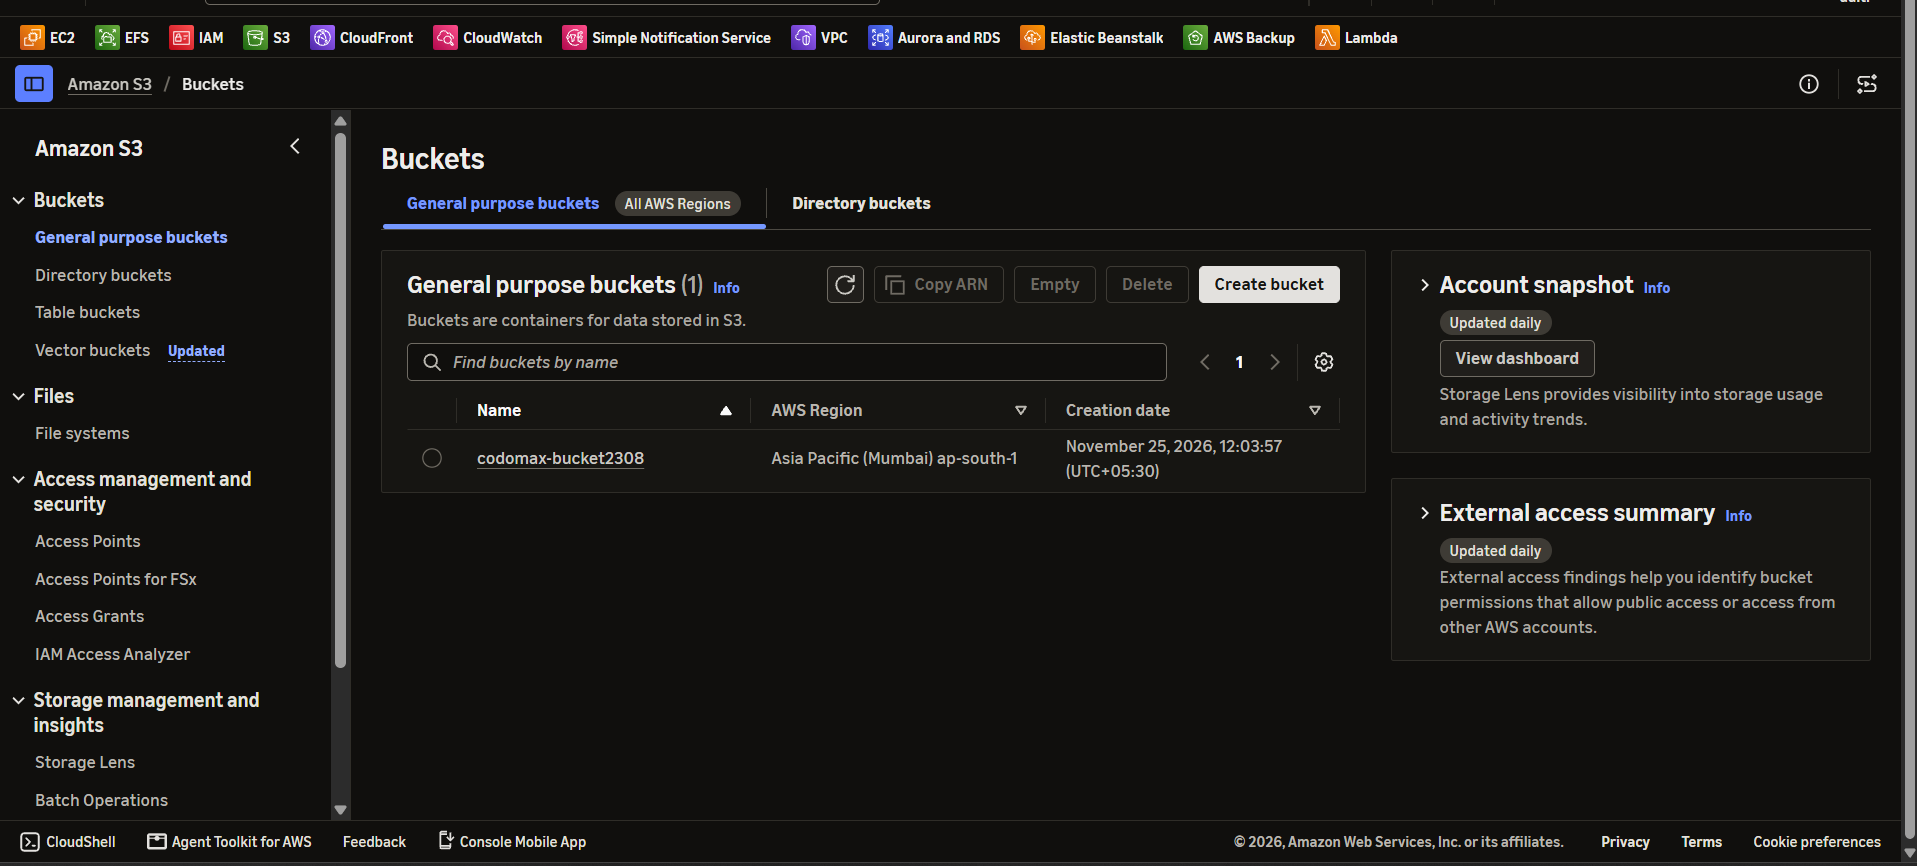 EC2 EFS IAM S3 CloudFront CloudWatch Simple Notification Service VPC Aurora and RDS Elastic Beanstalk AWS Backup Lambda
Amazon S3 / Buckets
Amazon S3
Buckets
General purpose buckets
Directory buckets
Table buckets
Vector buckets Updated
Files
File systems
Access management and
security
Access Points
Access Points for FSx
Access Grants
IAM Access Analyzer
Storage management and
insights
Storage Lens
Batch Operations
Buckets
General purpose buckets All AWS Regions Directory buckets
General purpose buckets (1) Info Copy ARN Empty Delete Create bucket
Buckets are containers for data stored in S3.
Find buckets by name 1
Name AWS Region Creation date
codomax-bucket2308 Asia Pacific (Mumbai) ap-south-1 November 25, 2026, 12:03:57
(UTC+05:30)
Account snapshot Info
Updated daily
View dashboard
Storage Lens provides visibility into storage usage
and activity trends.
External access summary Info
Updated daily
External access findings help you identify bucket
permissions that allow public access or access from
other AWS accounts.
CloudShell Agent Toolkit for AWS Feedback Console Mobile App © 2026, Amazon Web Services, Inc. or its affiliates. Privacy Terms Cookie preferences